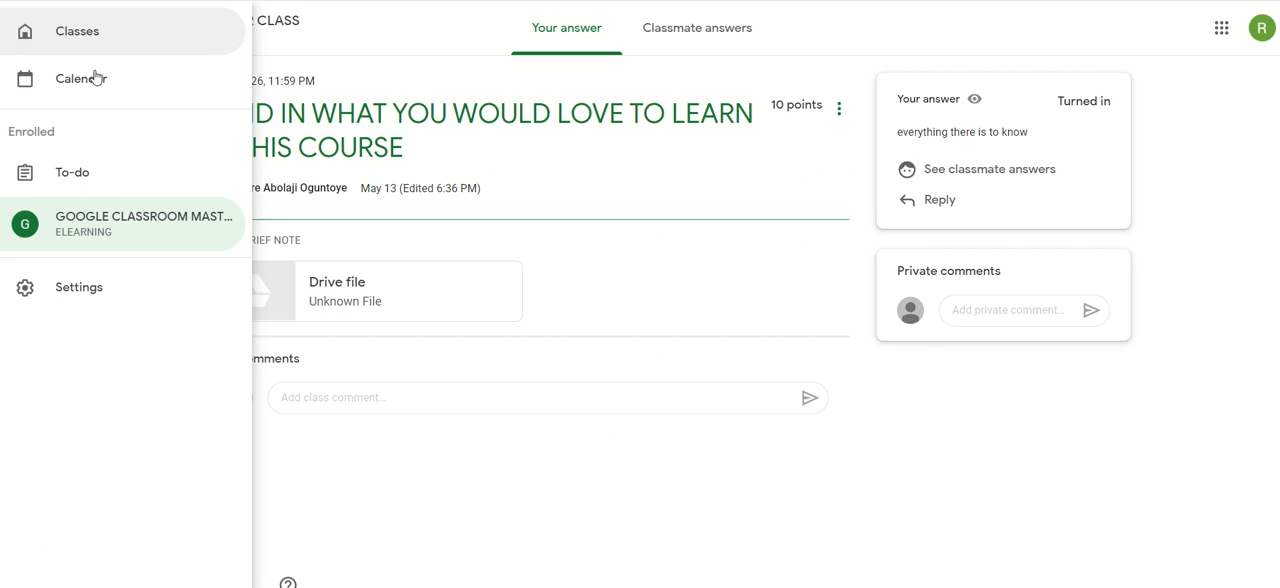 Classes
Calendar
Enrolled
To-do
G
GOOGLE CLASSROOM MAST...
ELEARNING
Settings
CLASS
Your answer
Classmate answers
R
26, 11:59 PM
D IN WHAT YOU WOULD LOVE TO LEARN
HIS COURSE
10 points
re Abolaji Oguntoye May 13 (Edited 6:36 PM)
RIEF NOTE
Drive file
Unknown File
omments
Add class comment...
Your answer
Turned in
everything there is to know
See classmate answers
Reply
Private comments
Add private comment...